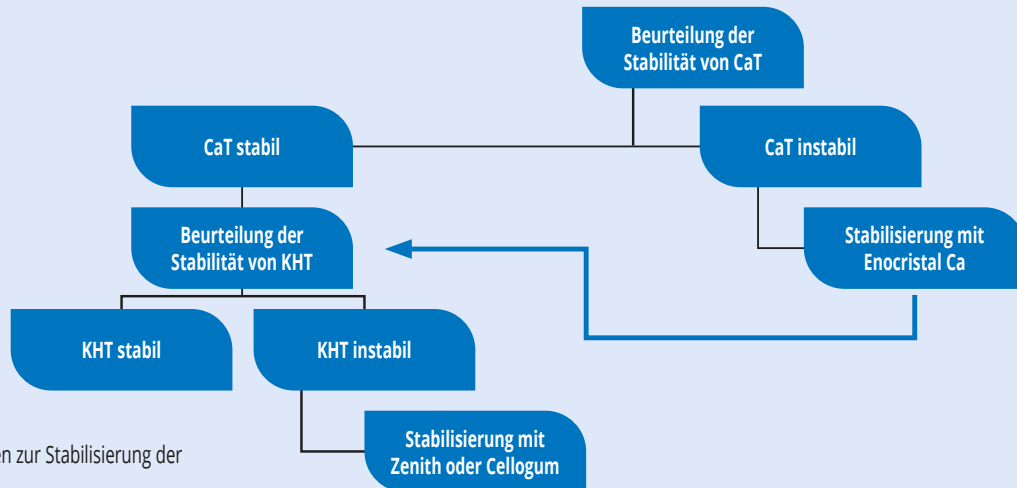 Beurteilung der
Stabilität von CaT
CaT stabil
CaT instabil
Beurteilung der
Stabilität von KHT
Stabilisierung mit
Enocristal Ca
KHT stabil
KHT instabil
Stabilisierung mit
Zenith oder Cellogum
zur Stabilisierung der